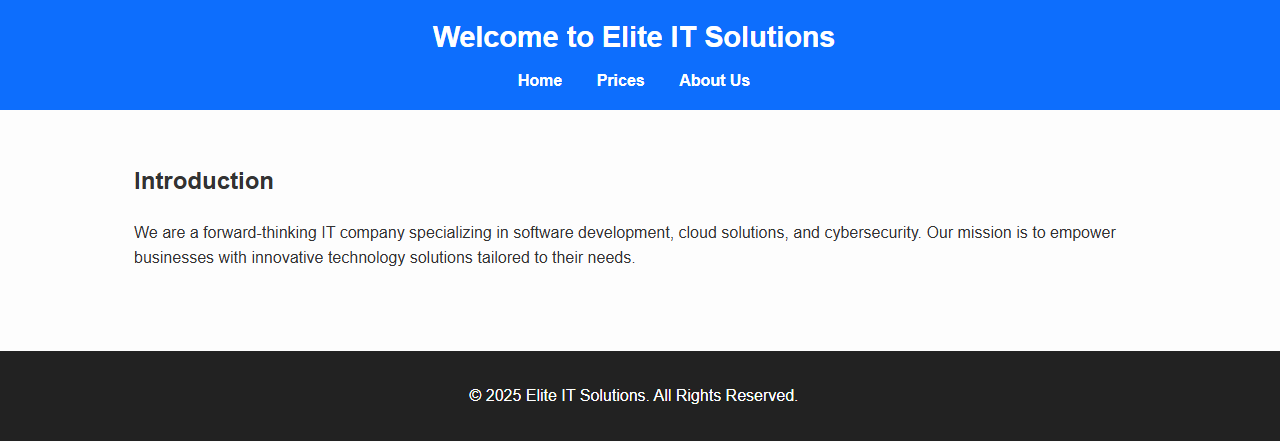 Welcome to Elite IT Solutions
Home Prices About Us
Introduction
We are a forward-thinking IT company specializing in software development, cloud solutions, and cybersecurity. Our mission is to empower
businesses with innovative technology solutions tailored to their needs.
© 2025 Elite IT Solutions. All Rights Reserved.